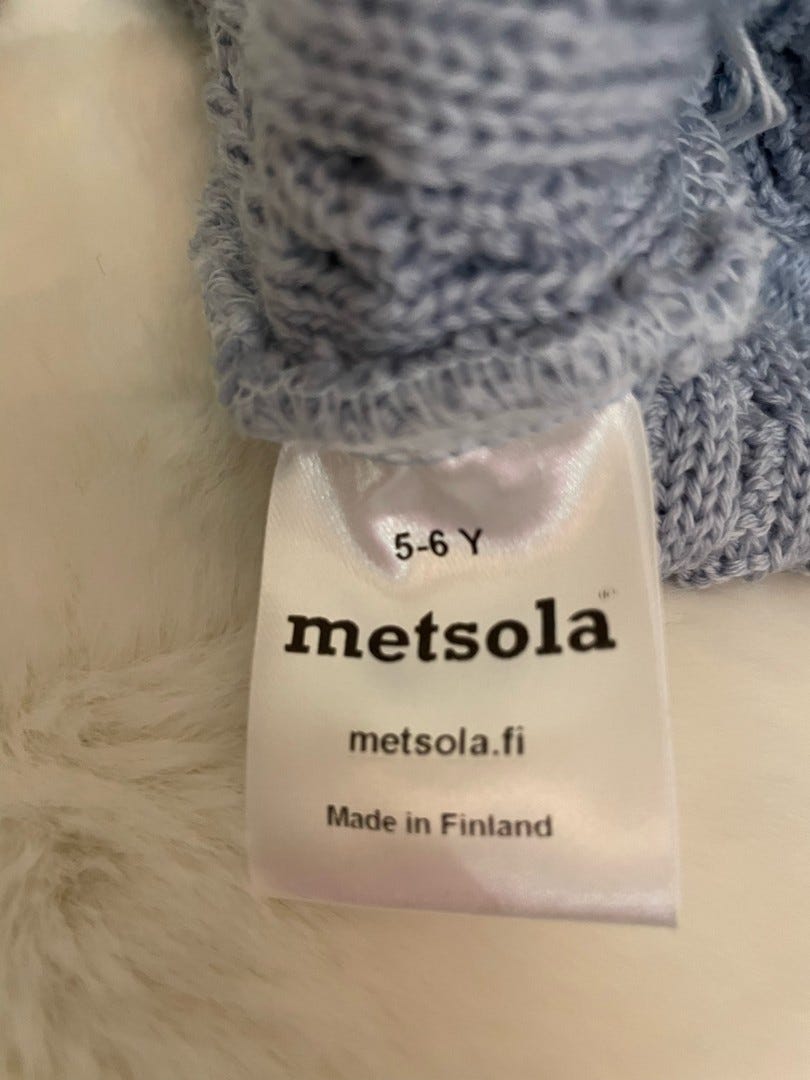 5-6 Y
metsola
metsola.fi
Made in Finland